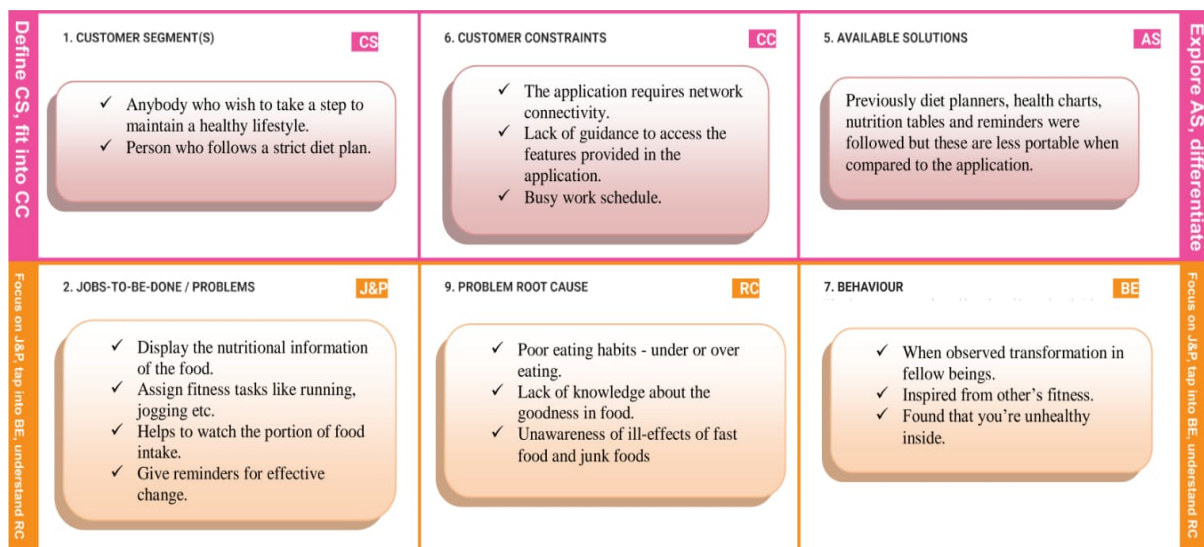 Define CS, fit into CC
1. CUSTOMER SEGMENT(S)
CS
✓ Anybody who wish to take a step to
maintain a healthy lifestyle.
✓ Person who follows a strict diet plan.
6. CUSTOMER CONSTRAINTS
CC
✓ The application requires network
connectivity.
✓ Lack of guidance to access the
features provided in the
application.
✓ Busy work schedule.
5. AVAILABLE SOLUTIONS
AS
Previously diet planners, health charts,
nutrition tables and reminders were
followed but these are less portable when
compared to the application.
Explore AS, differentiate
Focus on J&P, tap into BE, understand RC
2. JOBS-TO-BE-DONE / PROBLEMS
J&P
✓ Display the nutritional information
of the food.
✓ Assign fitness tasks like running,
jogging etc.
✓ Helps to watch the portion of food
intake.
✓ Give reminders for effective
change.
9. PROBLEM ROOT CAUSE
RC
✓ Poor eating habits - under or over
eating.
✓ Lack of knowledge about the
goodness in food.
✓ Unawareness of ill-effects of fast
food and junk foods
7. BEHAVIOUR
BE
✓ When observed transformation in
fellow beings.
✓ Inspired from other's fitness.
✓ Found that you're unhealthy
inside.
Focus on J&P, tap into BE, understand RC